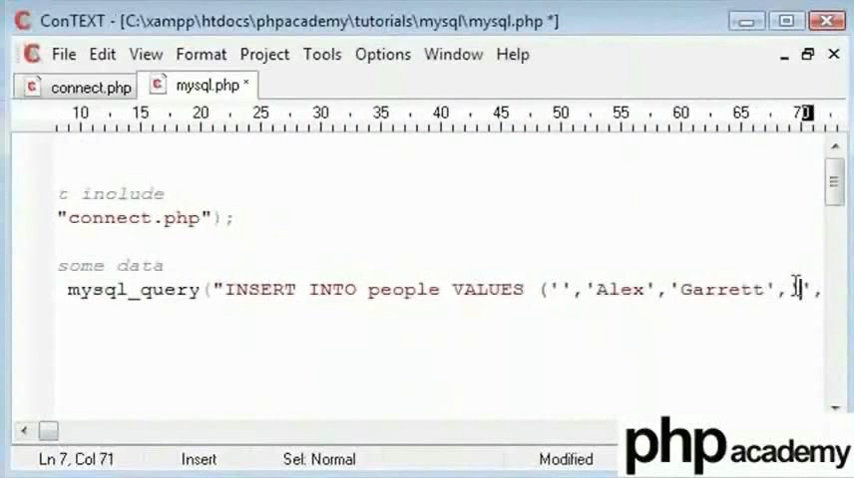 ConTEXT - [C:\xampp\htdocs\phpacademy\tutorials\mysql\mysql.php *]
File Edit View Format Project Tools Options Window Help
connect.php mysql.php *
10 15 20 25 30 35 40 45 50 55 60 65 70
t include
"connect.php");
some data
mysql_query("INSERT INTO people VALUES ('','Alex','Garrett','',
Ln 7, Col 71 Insert Sel: Normal Modified
php academy